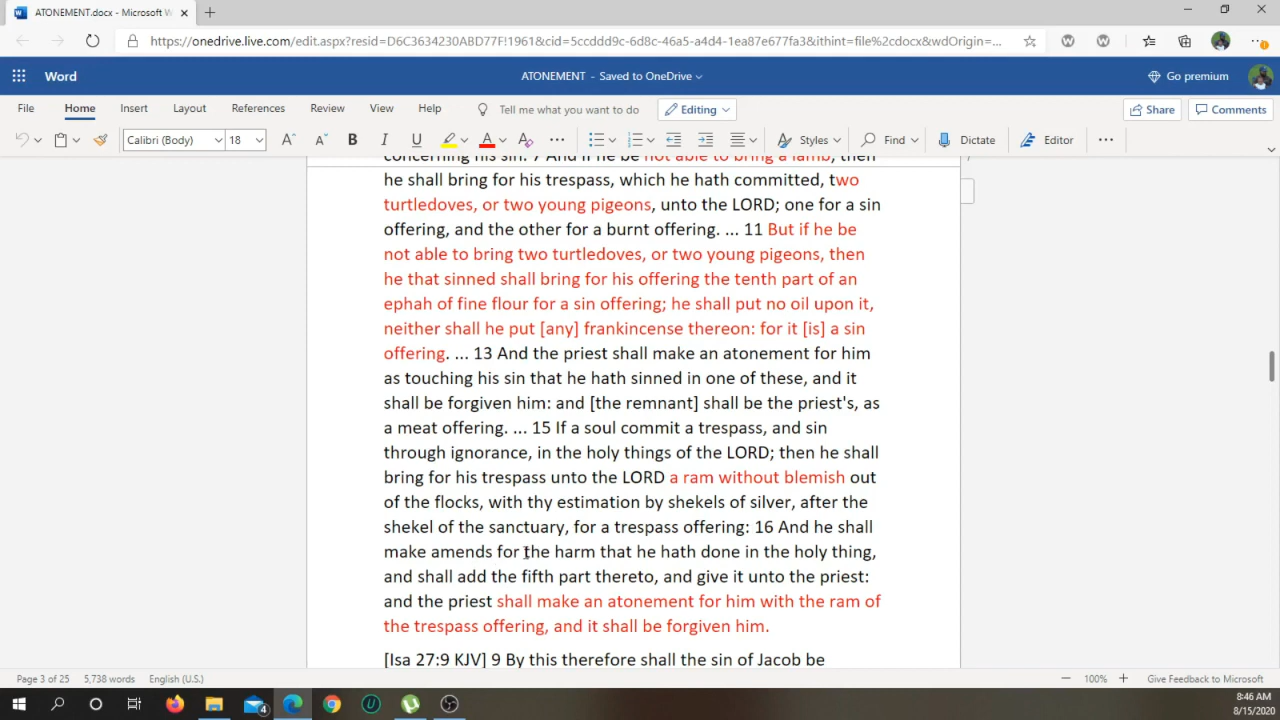 ATONEMENT.docx - Microsoft W
https://onedrive.live.com/edit.aspx?resid=D6C3634230ABD77F!1961&cid=5ccddd9c-6d8c-46a5-a4d4-1ea87e677fa3&ithint=file%2cdocx&wdOrigin=...
Word
ATONEMENT - Saved to OneDrive
Go premium
File Home Insert Layout References Review View Help Tell me what you want to do Editing Share Comments
Calibri (Body) 18 B I U Styles Find Dictate Editor
concerning his sin. 7 And if he be not able to bring a lamb, then
he shall bring for his trespass, which he hath committed, two
turtledoves, or two young pigeons, unto the LORD; one for a sin
offering, and the other for a burnt offering. ... 11 But if he be
not able to bring two turtledoves, or two young pigeons, then
he that sinned shall bring for his offering the tenth part of an
ephah of fine flour for a sin offering; he shall put no oil upon it,
neither shall he put [any] frankincense thereon: for it [is] a sin
offering. ... 13 And the priest shall make an atonement for him
as touching his sin that he hath sinned in one of these, and it
shall be forgiven him: and [the remnant] shall be the priest's, as
a meat offering. ... 15 If a soul commit a trespass, and sin
through ignorance, in the holy things of the LORD; then he shall
bring for his trespass unto the LORD a ram without blemish out
of the flocks, with thy estimation by shekels of silver, after the
shekel of the sanctuary, for a trespass offering: 16 And he shall
make amends for the harm that he hath done in the holy thing,
and shall add the fifth part thereto, and give it unto the priest:
and the priest shall make an atonement for him with the ram of
the trespass offering, and it shall be forgiven him.
[Isa 27:9 KJV] 9 By this therefore shall the sin of Jacob be
Page 3 of 25 5,738 words English (U.S.) 100% Give Feedback to Microsoft
4
8:46 AM
8/15/2020